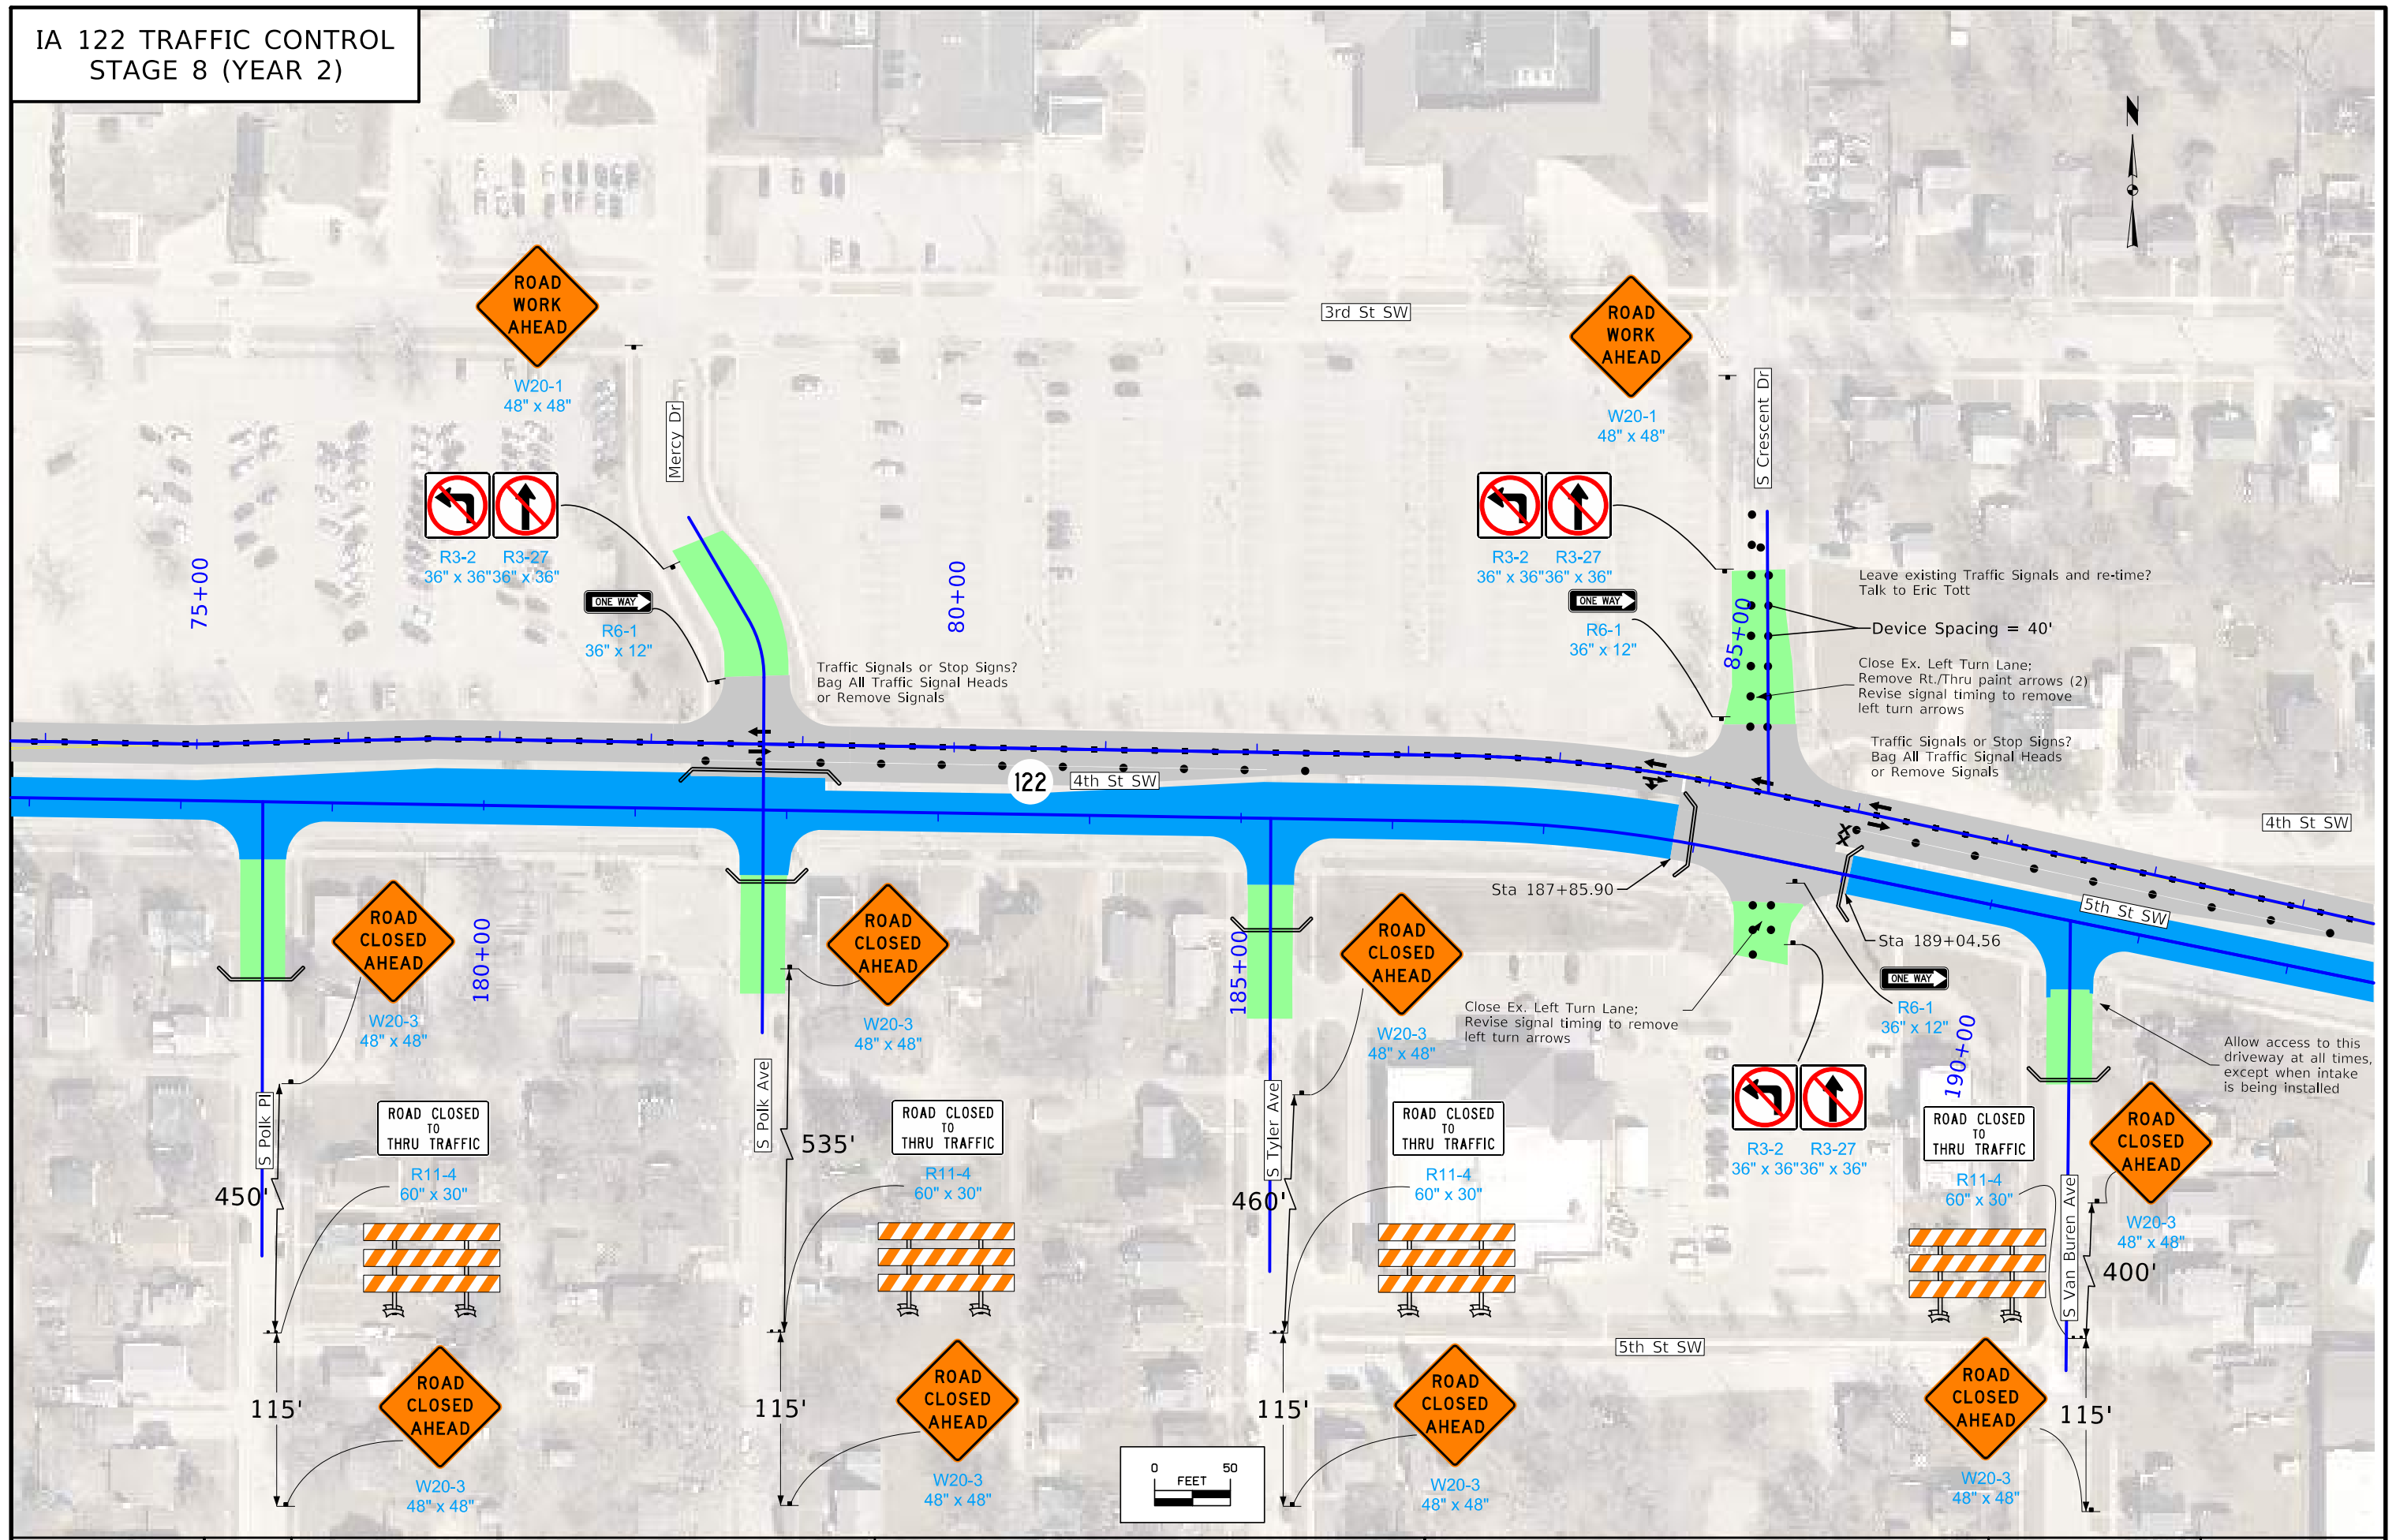 IA 122 TRAFFIC CONTROL
STAGE 8 (YEAR 2)
N
ROAD
WORK
AHEAD
W20-1
48" x 48"
3rd St SW
ROAD
WORK
AHEAD
W20-1
48" x 48"
Mercy Dr
S Crescent Dr
R3-2
36" x 36"
R3-27
36" x 36"
ONE WAY
R6-1
36" x 12"
75+00
80+00
85+00
R3-2
36" x 36"
R3-27
36" x 36"
ONE WAY
R6-1
36" x 12"
Leave existing Traffic Signals and re-time?
Talk to Eric Tott
Device Spacing = 40'
Close Ex. Left Turn Lane;
Remove Rt./Thru paint arrows (2)
Revise signal timing to remove
left turn arrows
Traffic Signals or Stop Signs?
Bag All Traffic Signal Heads
or Remove Signals
Traffic Signals or Stop Signs?
Bag All Traffic Signal Heads
or Remove Signals
122
4th St SW
4th St SW
5th St SW
Sta 187+85.90
Sta 189+04.56
ROAD
CLOSED
AHEAD
W20-3
48" x 48"
180+00
ROAD
CLOSED
AHEAD
W20-3
48" x 48"
185+00
ROAD
CLOSED
AHEAD
W20-3
48" x 48"
Close Ex. Left Turn Lane;
Revise signal timing to remove
left turn arrows
ONE WAY
R6-1
36" x 12"
190+00
Allow access to this
driveway at all times,
except when intake
is being installed
S Polk Pl
450'
ROAD CLOSED
TO
THRU TRAFFIC
R11-4
60" x 30"
S Polk Ave
535'
ROAD CLOSED
TO
THRU TRAFFIC
R11-4
60" x 30"
S Tyler Ave
460'
ROAD CLOSED
TO
THRU TRAFFIC
R11-4
60" x 30"
R3-2
36" x 36"
R3-27
36" x 36"
ROAD CLOSED
TO
THRU TRAFFIC
R11-4
60" x 30"
S Van Buren Ave
ROAD
CLOSED
AHEAD
W20-3
48" x 48"
400'
5th St SW
115'
ROAD
CLOSED
AHEAD
W20-3
48" x 48"
115'
ROAD
CLOSED
AHEAD
W20-3
48" x 48"
0 50
FEET
115'
ROAD
CLOSED
AHEAD
W20-3
48" x 48"
ROAD
CLOSED
AHEAD
W20-3
48" x 48"
115'